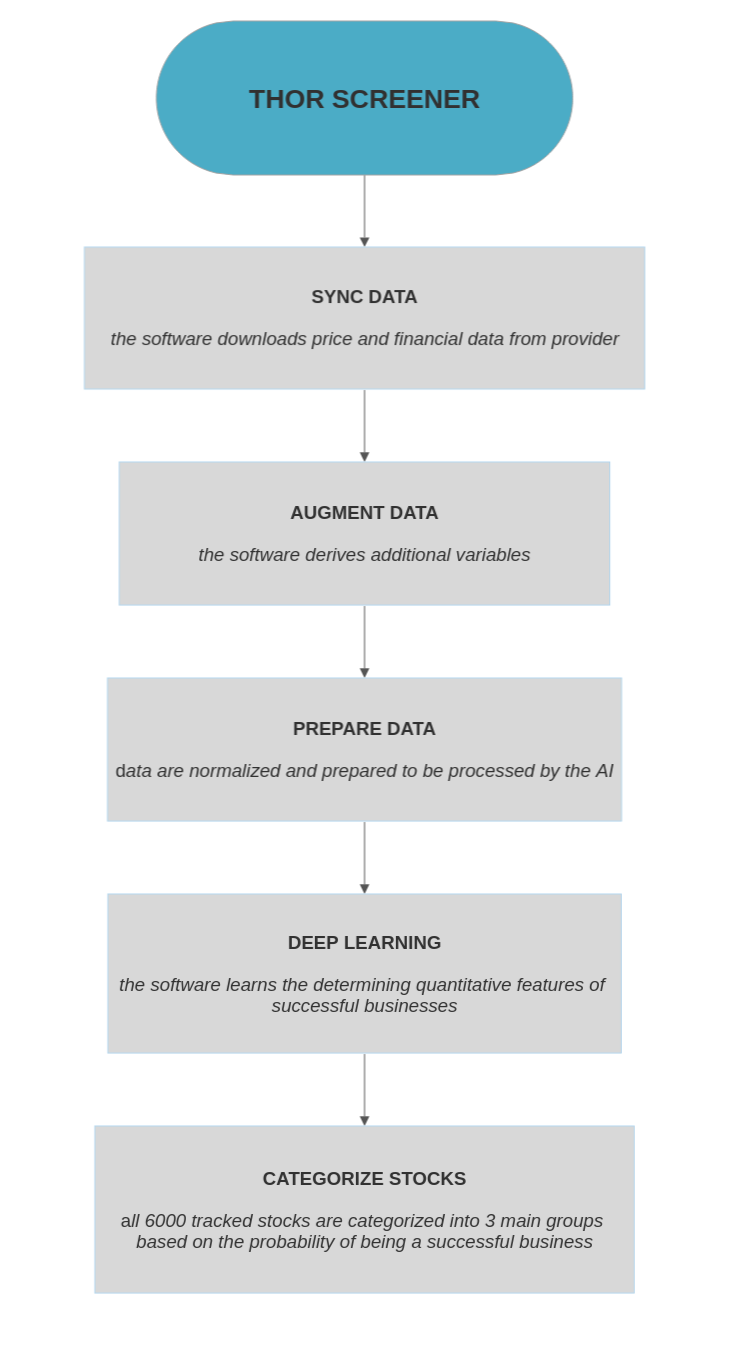 THOR SCREENER
SYNC DATA
the software downloads price and financial data from provider
AUGMENT DATA
the software derives additional variables
PREPARE DATA
data are normalized and prepared to be processed by the AI
DEEP LEARNING
the software learns the determining quantitative features of
successful businesses
CATEGORIZE STOCKS
all 6000 tracked stocks are categorized into 3 main groups
based on the probability of being a successful business